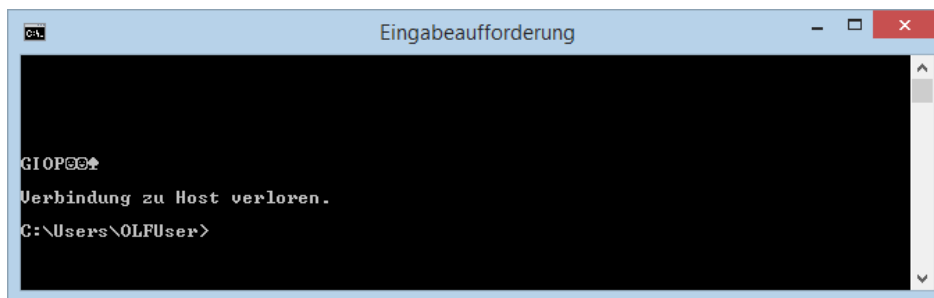 C:\.
Eingabeaufforderung
GIOP☺☺♠
Verbindung zu Host verloren.
C:\Users\OLFUser>